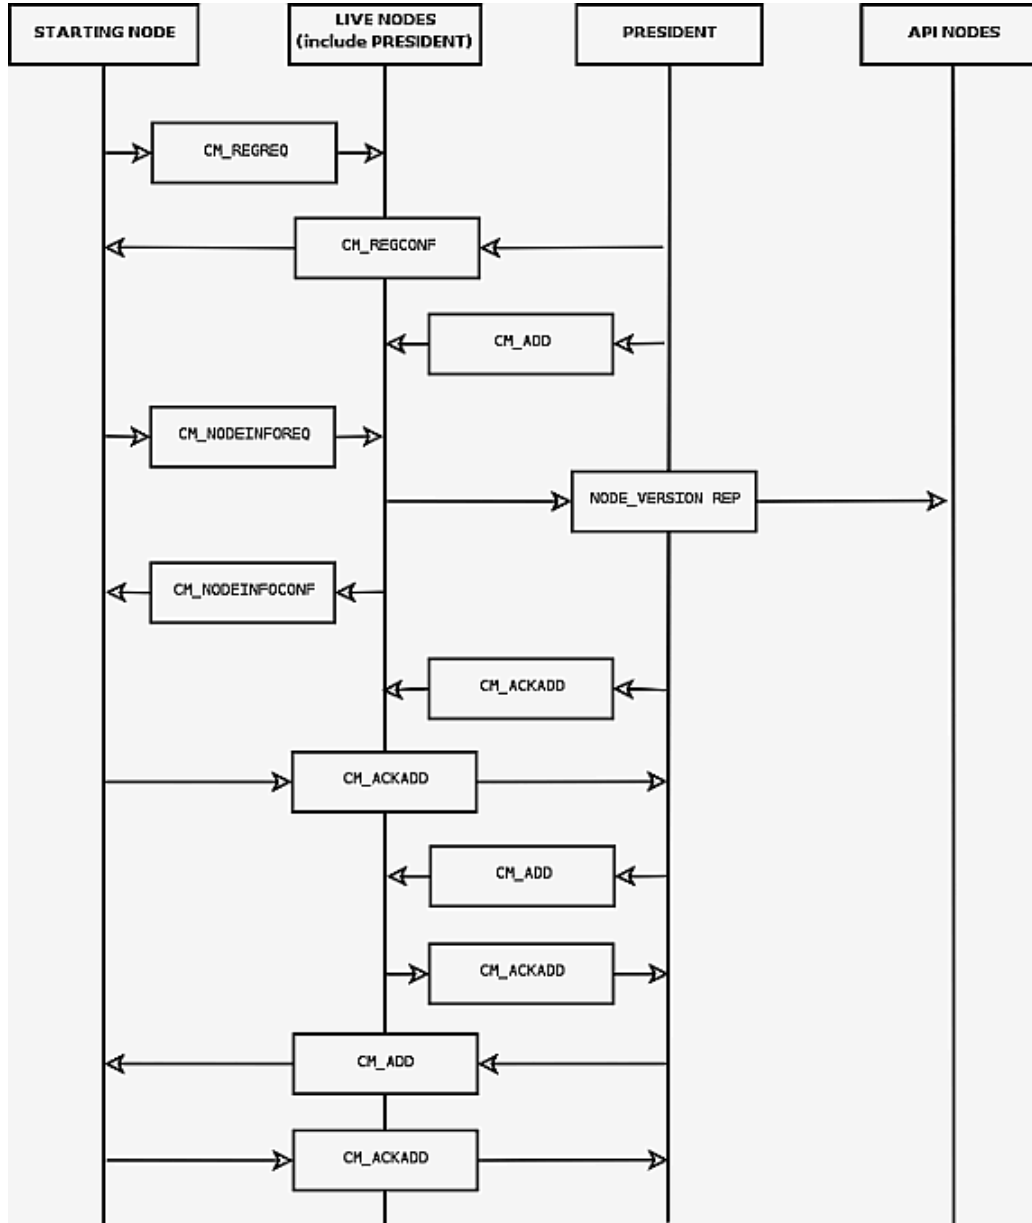 STARTING NODE
LIVE NODES
(include PRESIDENT)
PRESIDENT
API NODES
CM_REGREQ
CM_REGCONF
CM_ADD
CM_NODEINFOREQ
NODE_VERSION REP
CM_NODEINFOCONF
CM_ACKADD
CM_ACKADD
CM_ADD
CM_ACKADD
CM_ADD
CM_ACKADD